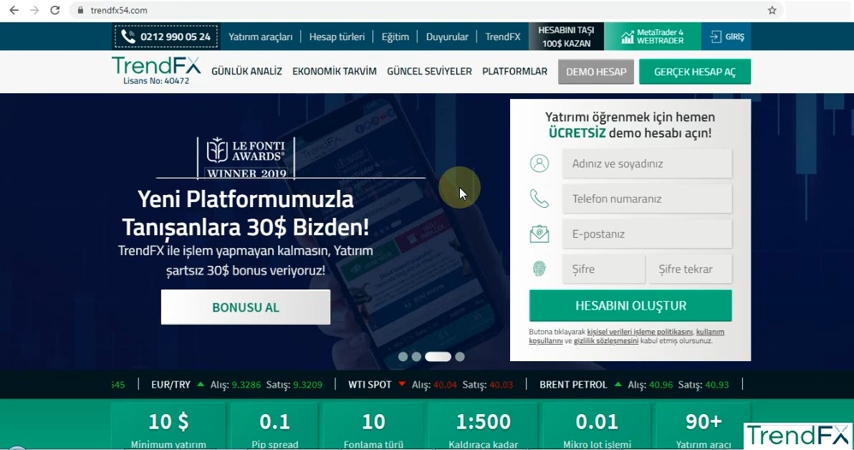 trendfx54.com
0212 990 05 24
Yatırım araçları
Hesap türleri
Eğitim
Duyurular
TrendFX
HESABINI TAŞI
100$ KAZAN
MetaTrader 4
WEBTRADER
GİRİŞ
TrendFX
Lisans No: 40472
GÜNLÜK ANALİZ
EKONOMİK TAKVİM
GÜNCEL SEVİYELER
PLATFORMLAR
DEMO HESAP
GERÇEK HESAP AÇ
LE FONTI
AWARDS®
WINNER 2019
Yeni Platformumuzla
Tanışanlara 30$ Bizden!
TrendFX ile işlem yapmayan kalmasın, Yatırım
şartsız 30$ bonus veriyoruz!
BONUSU AL
Yatırımı öğrenmek için hemen
ÜCRETSİZ demo hesabı açın!
Adınız ve soyadınız
Telefon numaranız
E-postanız
Şifre
Şifre tekrar
HESABINI OLUŞTUR
Butona tıklayarak kişisel verileri işleme politikasını, kullanım
koşullarını ve gizlilik sözleşmesini kabul etmiş olursunuz.
545 | EUR/TRY Alış: 9.3286 Satış: 9.3209 | WTI SPOT Alış: 40.04 Satış: 40.03 | BRENT PETROL Alış: 40.96 Satış: 40.93 |
10 $
Minimum yatırım
0.1
Pip spread
10
Fonlama türü
1:500
Kaldıraca kadar
0.01
Mikro lot işlemi
90+
Yatırım aracı
TrendFX